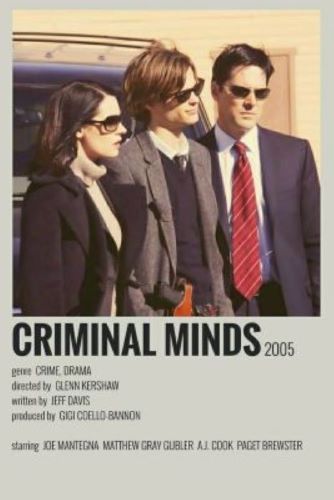 CRIMINAL MINDS 2005
genre CRIME, DRAMA
directed by GLENN KERSHAW
written by JEFF DAVIS
produced by GIGI COELLO-BANNON
starring JOE MANTEGNA MATTHEW GRAY GUBLER A.J. COOK PAGET BREWSTER